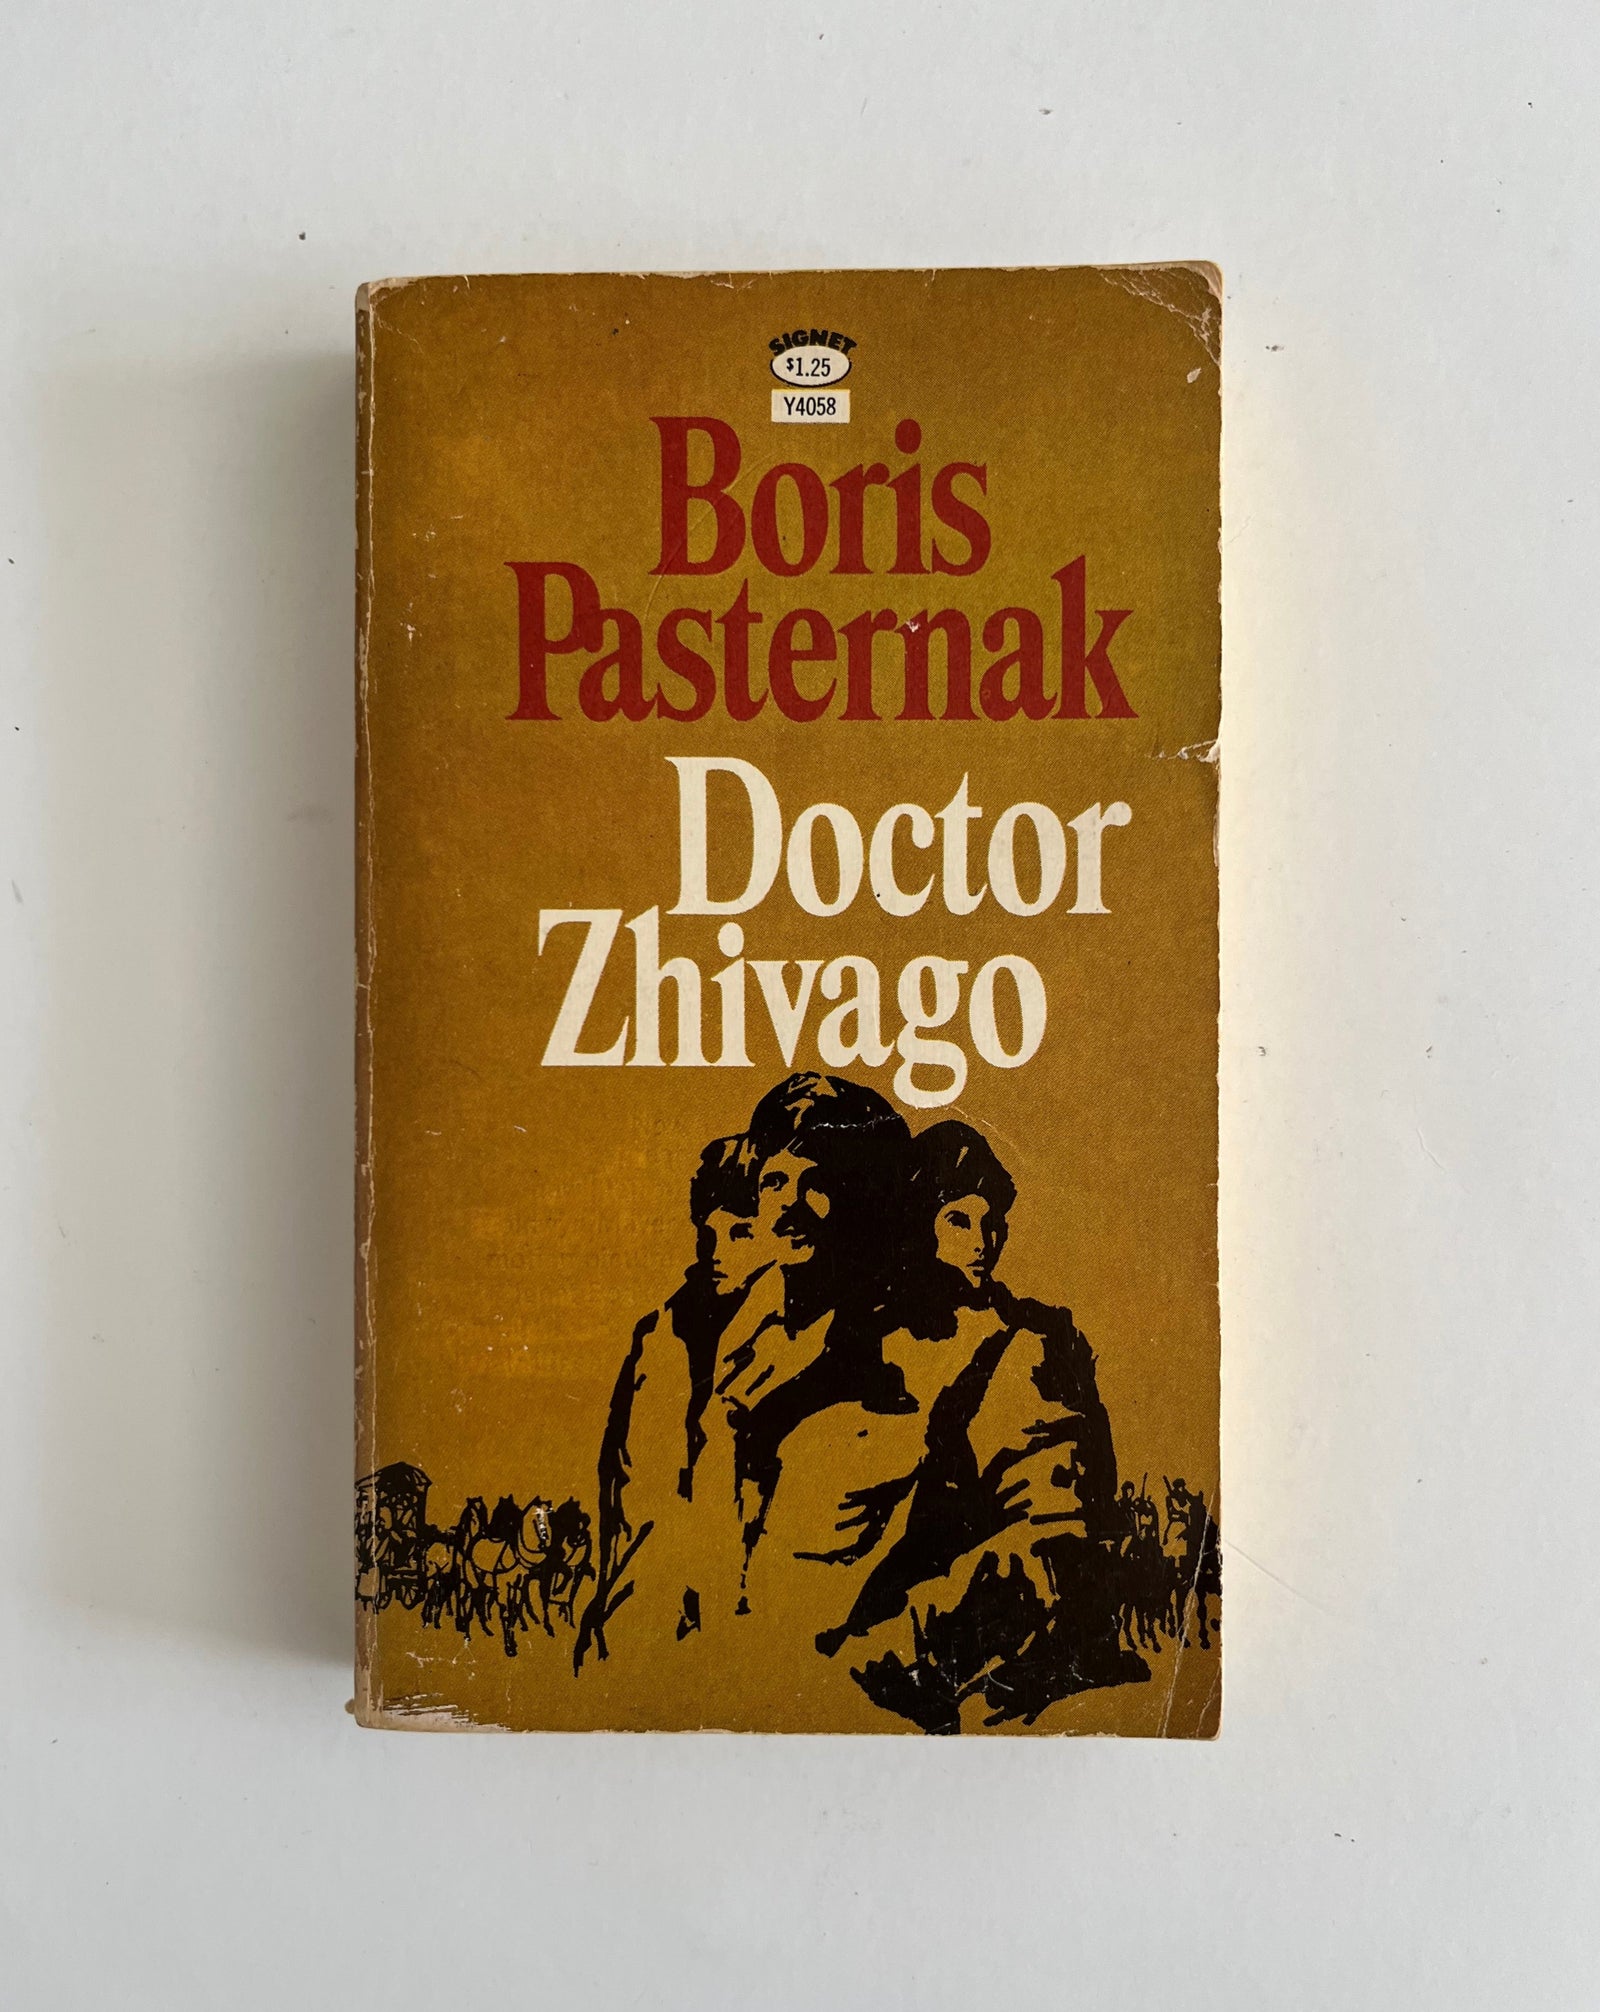 SIGNET
$1.25
Y4058
Boris
Pasternak
Doctor
Zhivago